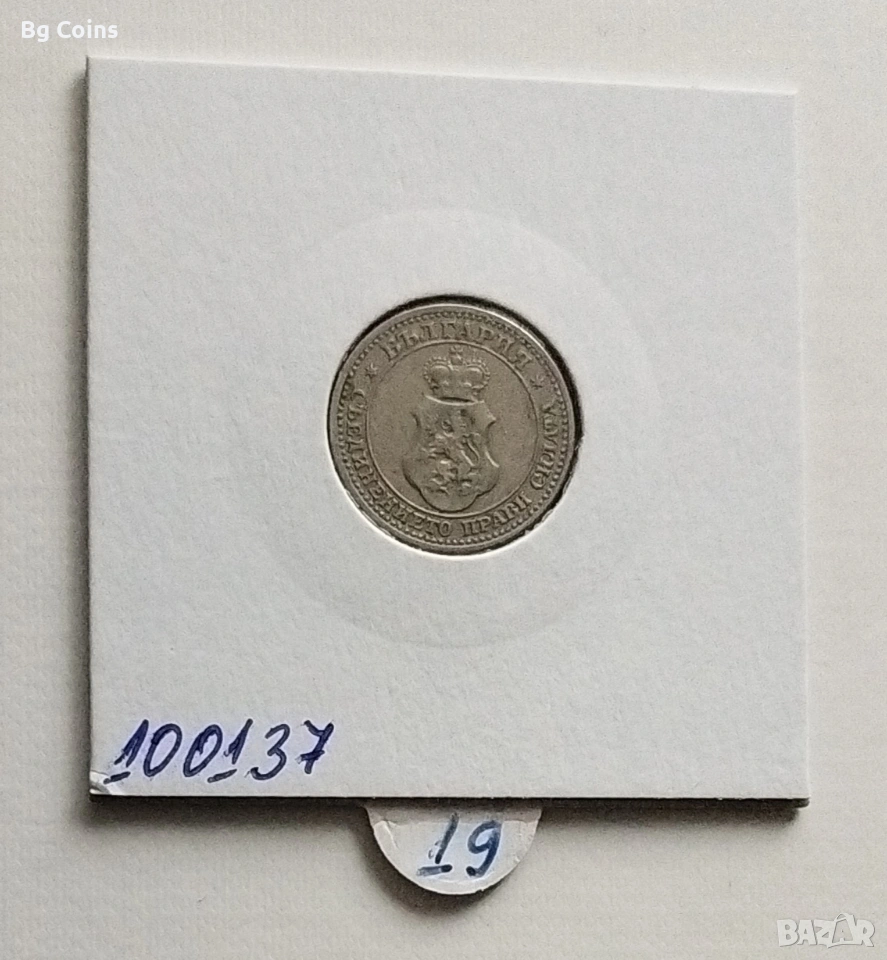 Bg Coins
* БЪЛГАРИЯ *
СЪЕДИНЕНИЕТО ПРАВИ СИЛАТА
100137
19
BAZAR